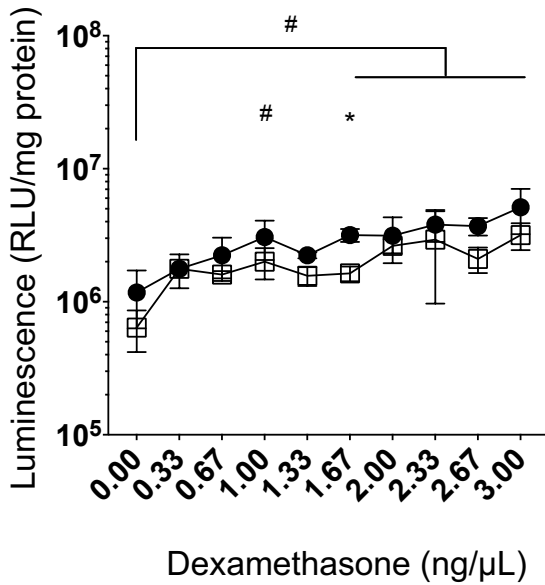 #
# *
10⁸
10⁷
10⁶
10⁵
Luminescence (RLU/mg protein)
0.00 0.33 0.67 1.00 1.33 1.67 2.00 2.33 2.67 3.00
Dexamethasone (ng/µL)